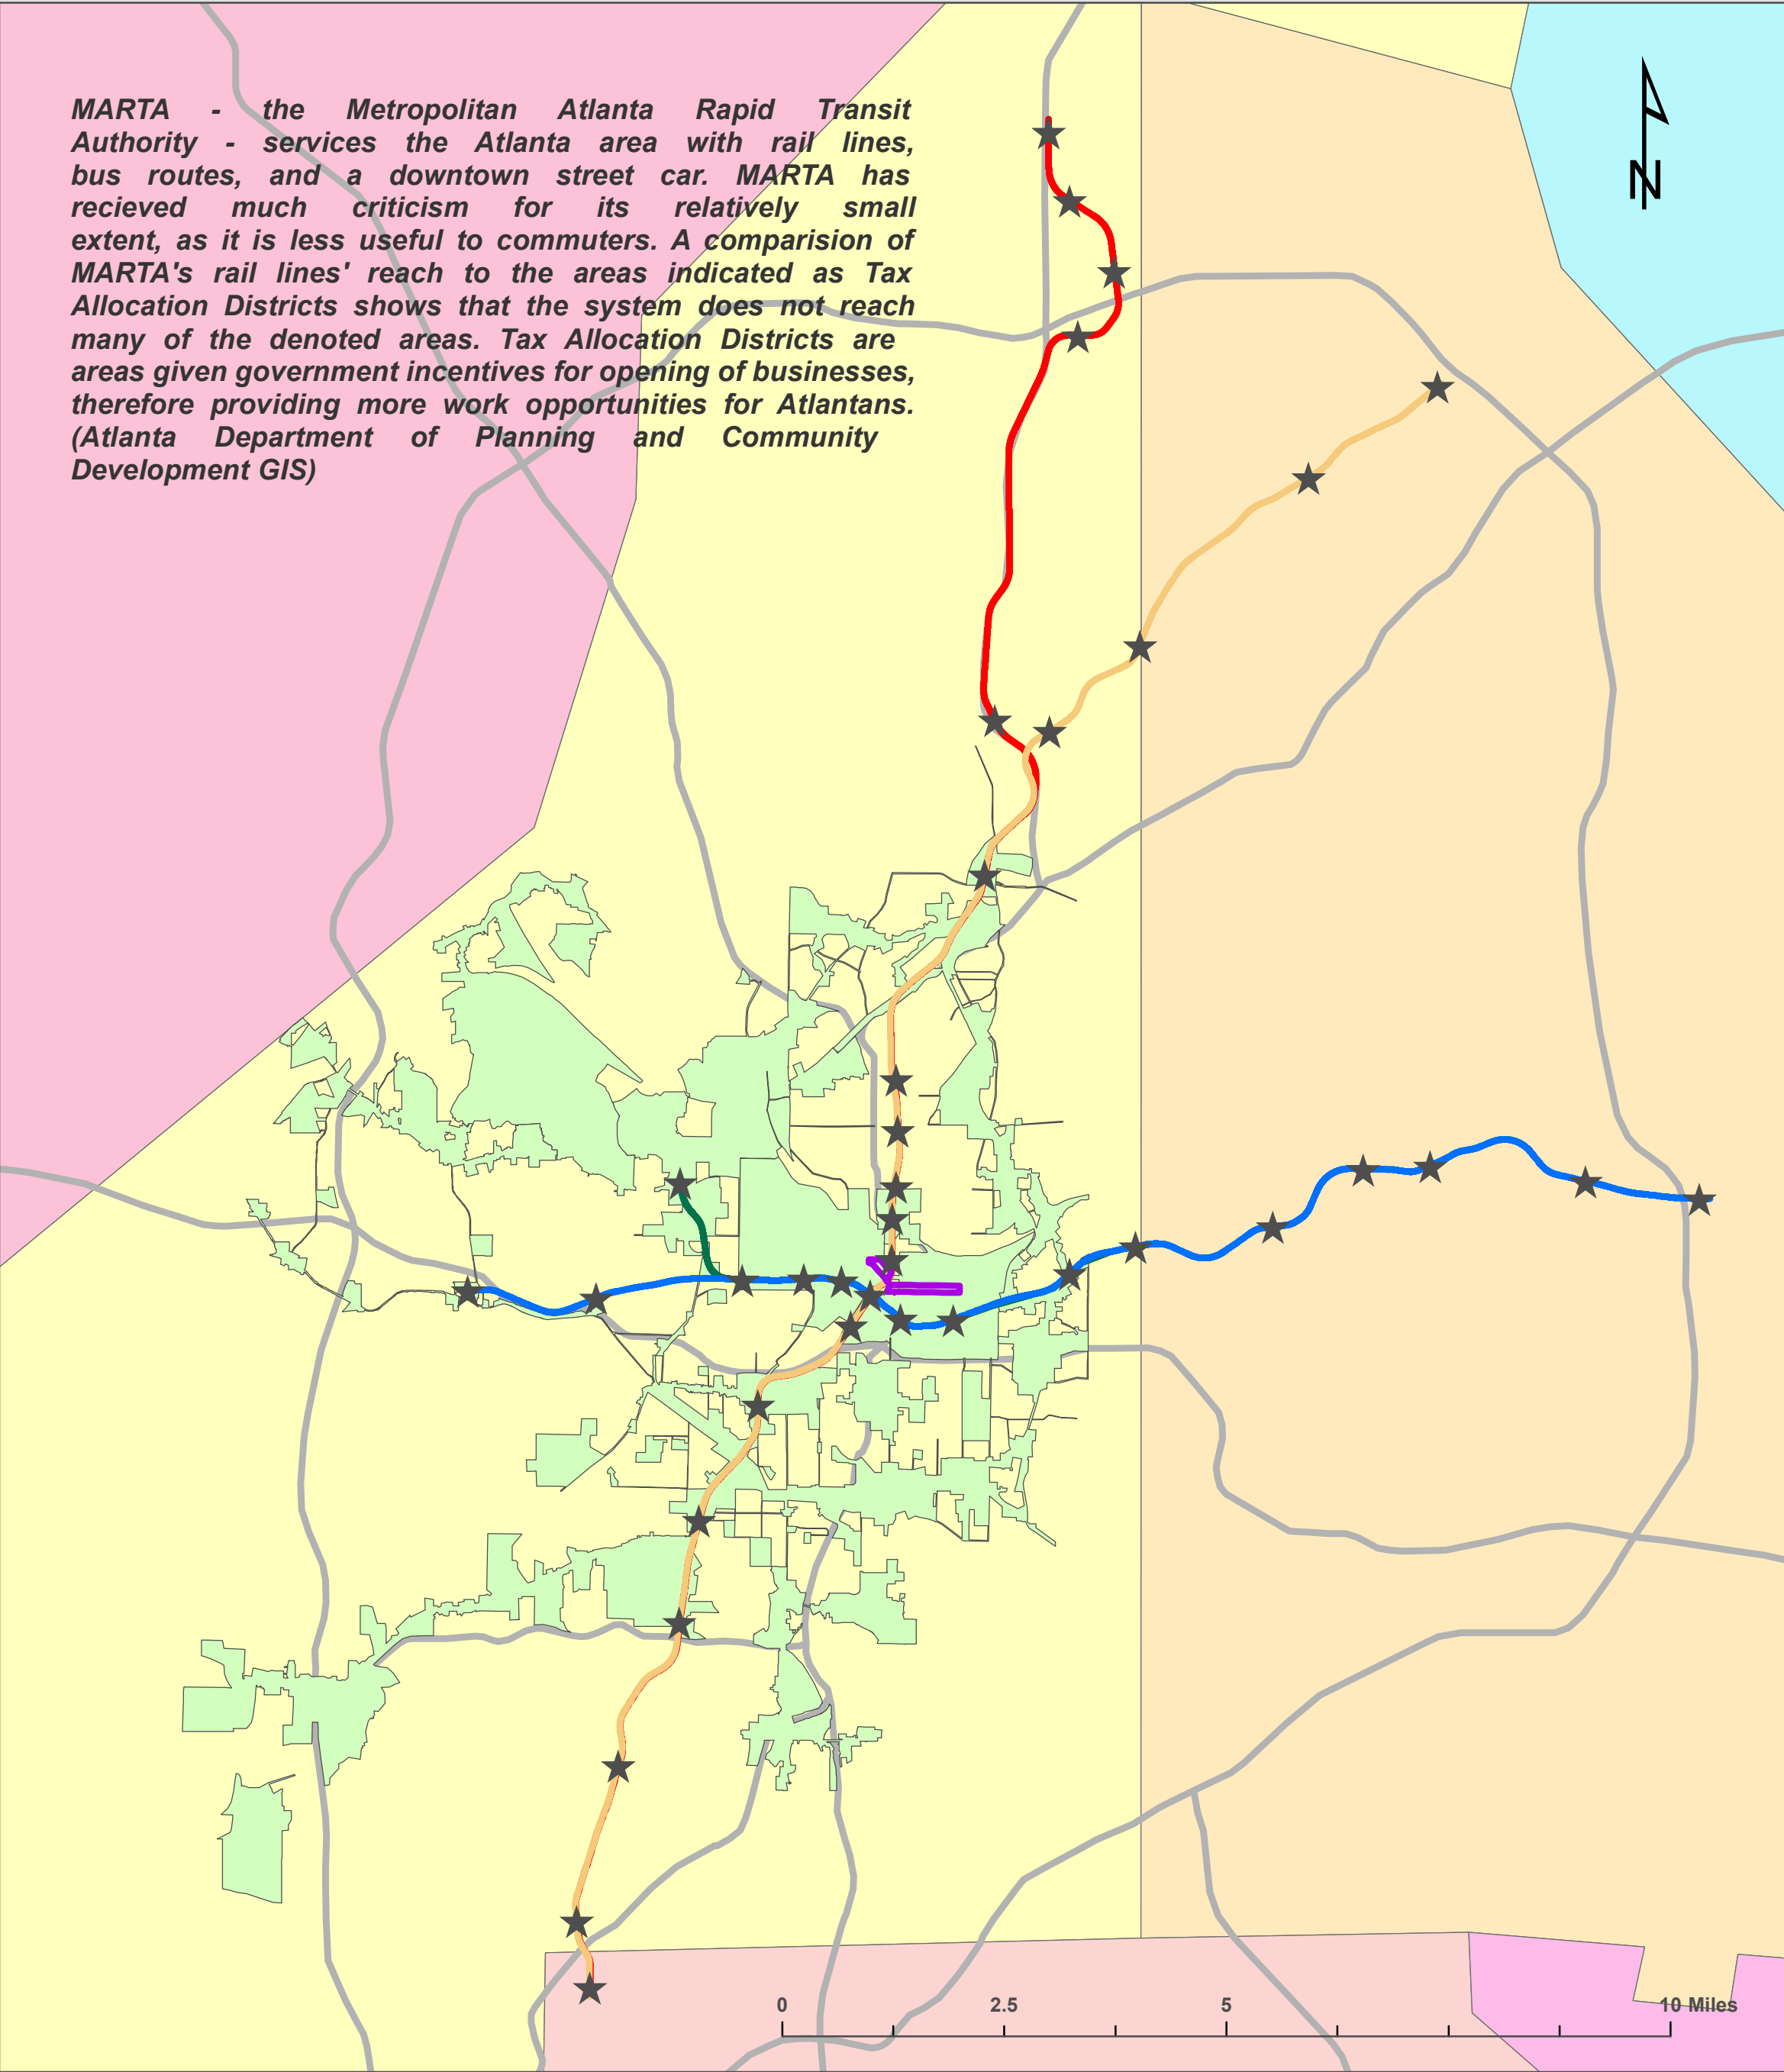 MARTA - the Metropolitan Atlanta Rapid Transit
Authority - services the Atlanta area with rail lines,
bus routes, and a downtown street car. MARTA has
recieved much criticism for its relatively small
extent, as it is less useful to commuters. A comparision of
MARTA's rail lines' reach to the areas indicated as Tax
Allocation Districts shows that the system does not reach
many of the denoted areas. Tax Allocation Districts are
areas given government incentives for opening of businesses,
therefore providing more work opportunities for Atlantans.
(Atlanta Department of Planning and Community
Development GIS)
N
0 2.5 5 10 Miles